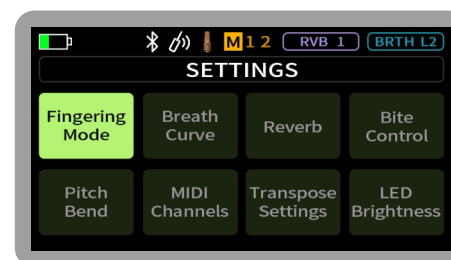 M 1 2 RVB 1 BRTH L2
SETTINGS
Fingering Mode
Breath Curve
Reverb
Bite Control
Pitch Bend
MIDI Channels
Transpose Settings
LED Brightness